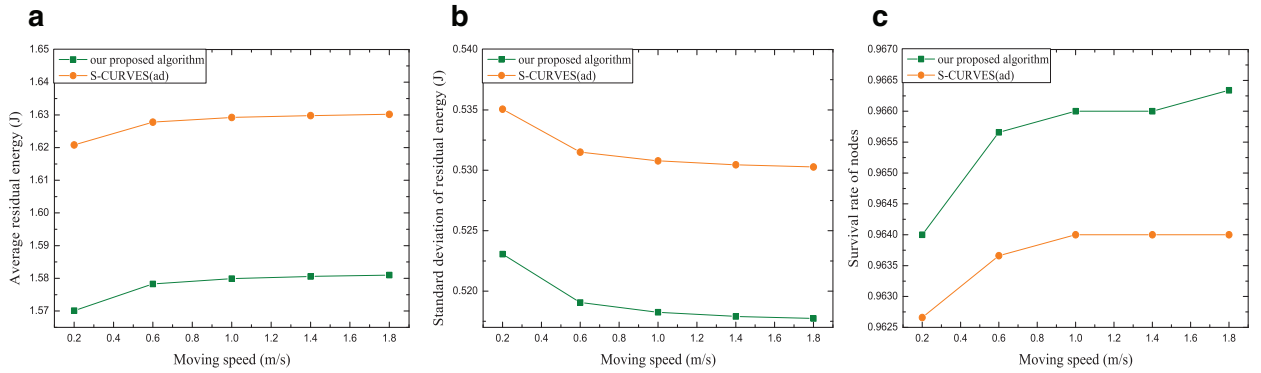 a
1.65
1.64
1.63
1.62
1.61
1.60
1.59
1.58
1.57
Average residual energy (J)
our proposed algorithm
S-CURVES(ad)
0.2 0.4 0.6 0.8 1.0 1.2 1.4 1.6 1.8
Moving speed (m/s)
b
0.540
0.535
0.530
0.525
0.520
Standard deviation of residual energy (J)
our proposed algorithm
S-CURVES(ad)
0.2 0.4 0.6 0.8 1.0 1.2 1.4 1.6 1.8
Moving speed (m/s)
c
0.9670
0.9665
0.9660
0.9655
0.9650
0.9645
0.9640
0.9635
0.9630
0.9625
Survival rate of nodes
our proposed algorithm
S-CURVES(ad)
0.2 0.4 0.6 0.8 1.0 1.2 1.4 1.6 1.8
Moving speed (m/s)